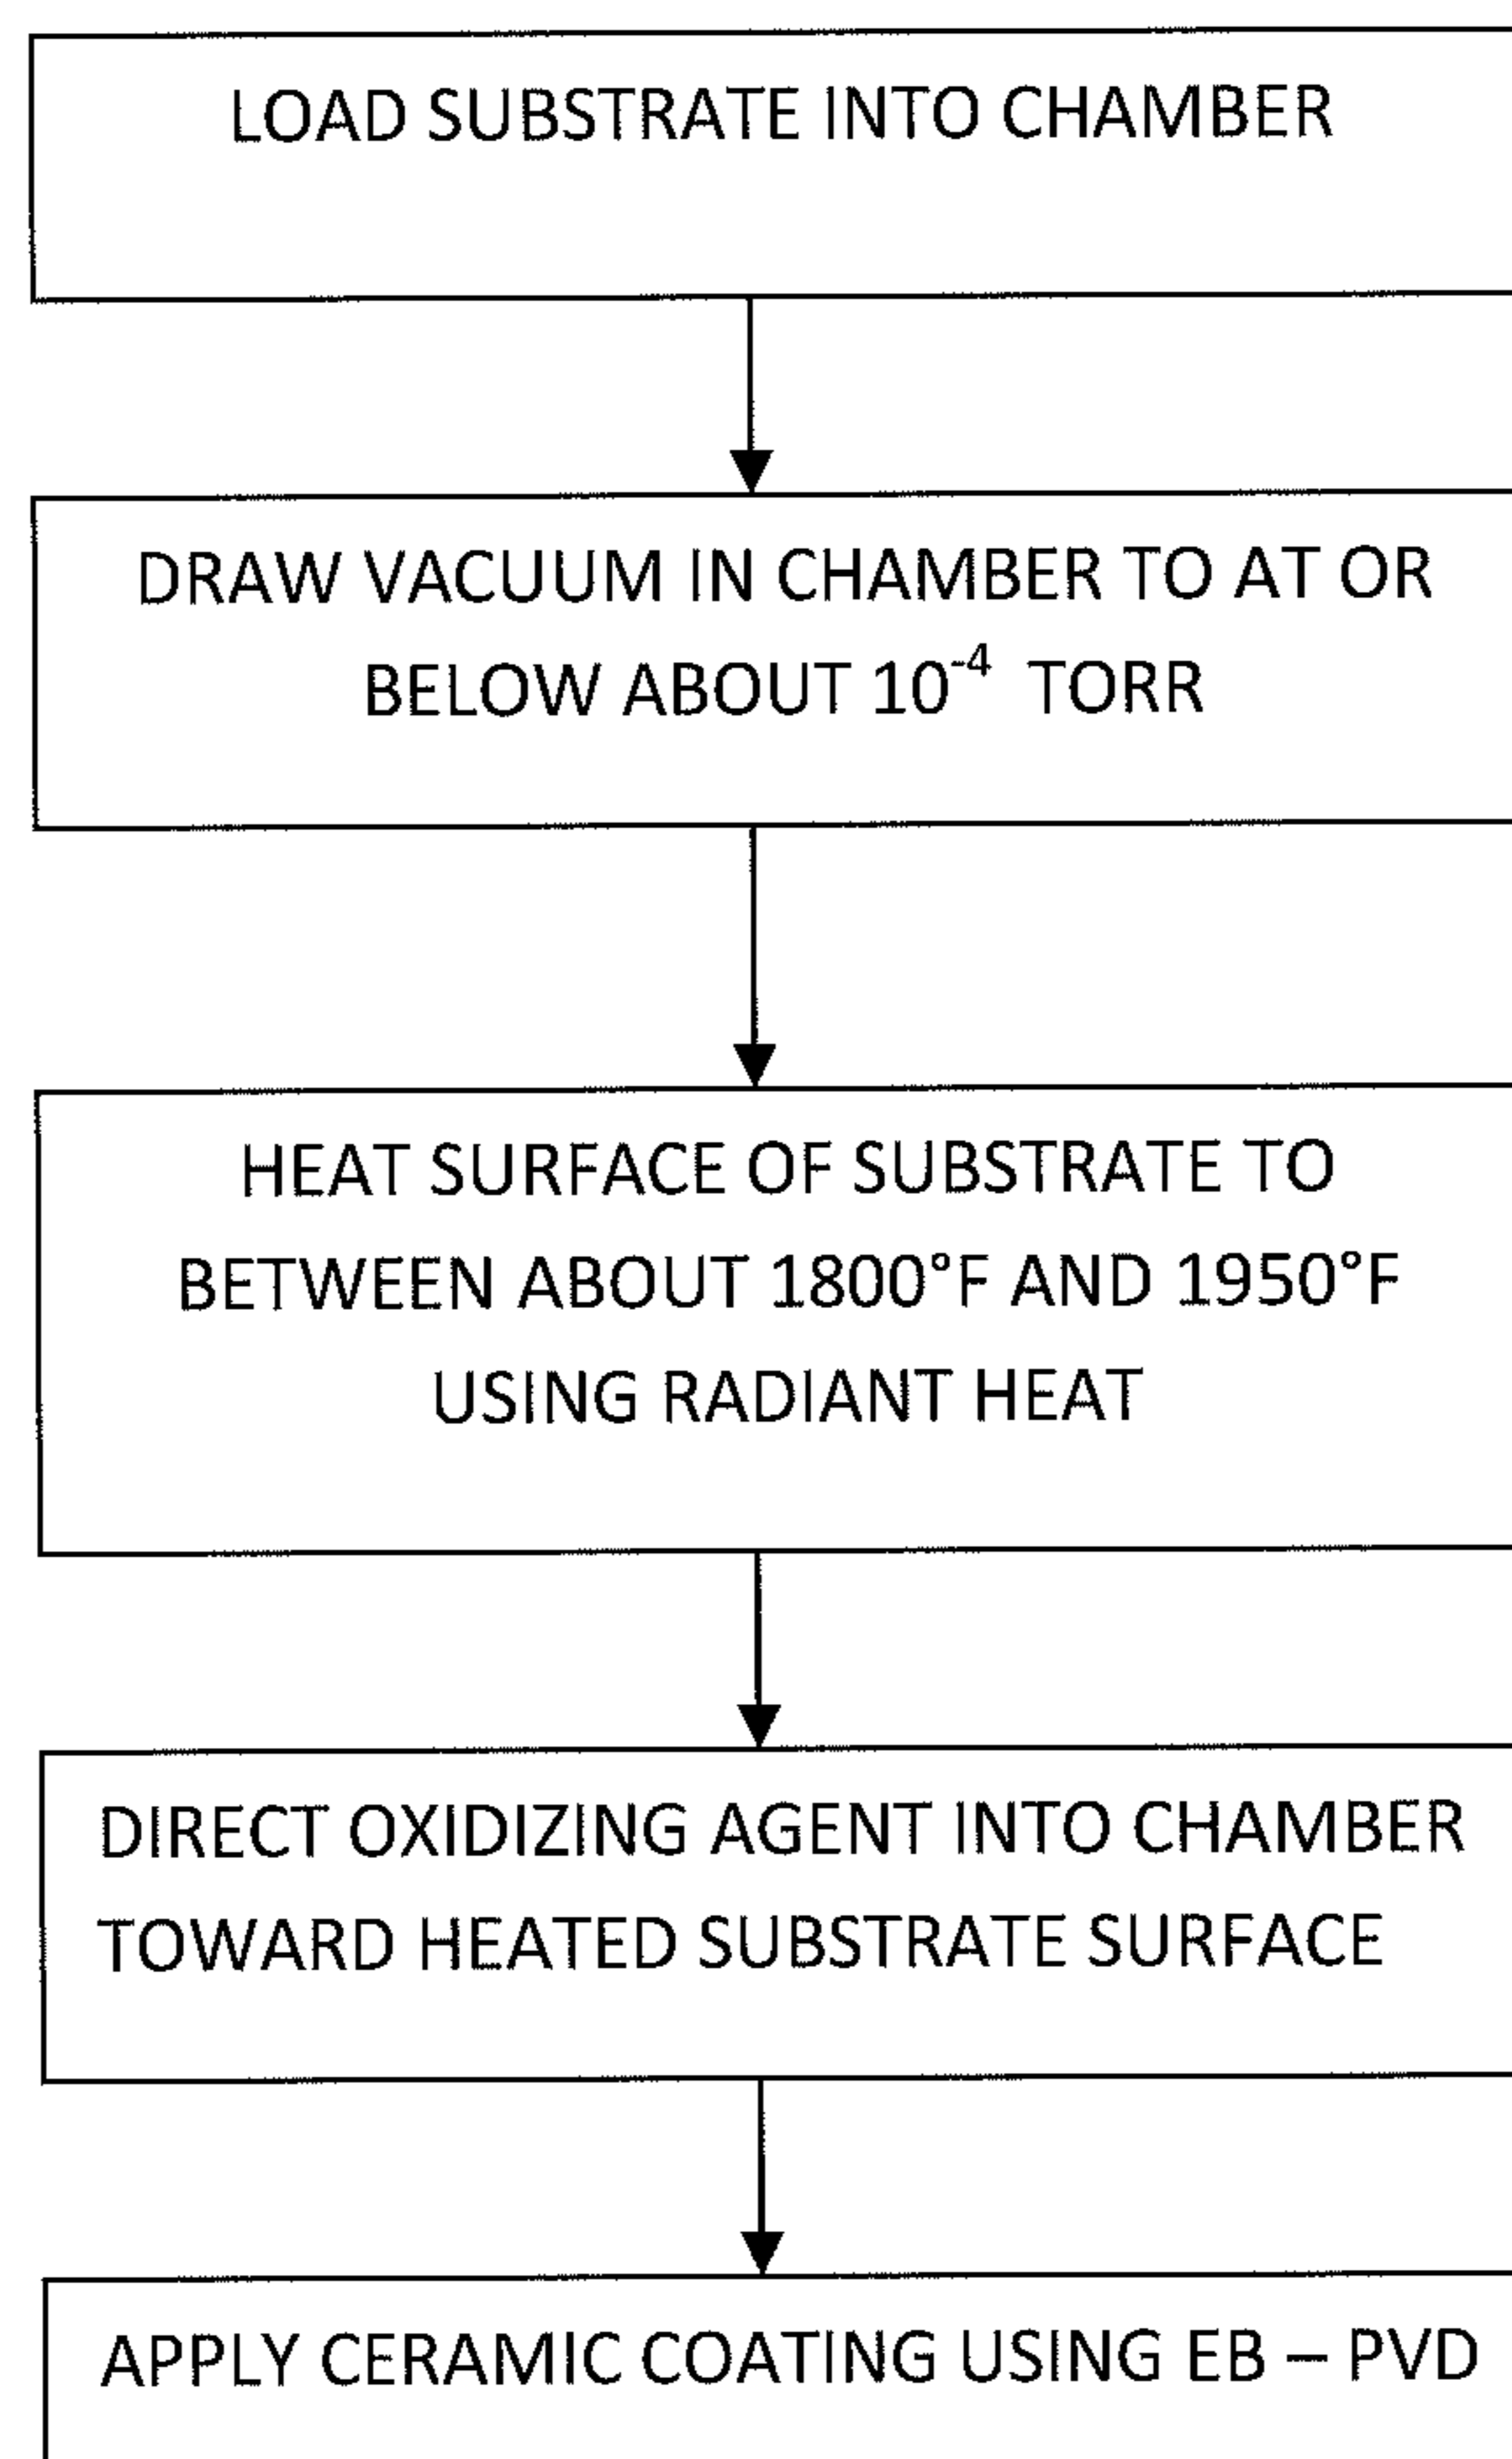 LOAD SUBSTRATE INTO CHAMBER
DRAW VACUUM IN CHAMBER TO AT OR
BELOW ABOUT 10⁻⁴ TORR
HEAT SURFACE OF SUBSTRATE TO
BETWEEN ABOUT 1800°F AND 1950°F
USING RADIANT HEAT
DIRECT OXIDIZING AGENT INTO CHAMBER
TOWARD HEATED SUBSTRATE SURFACE
APPLY CERAMIC COATING USING EB – PVD